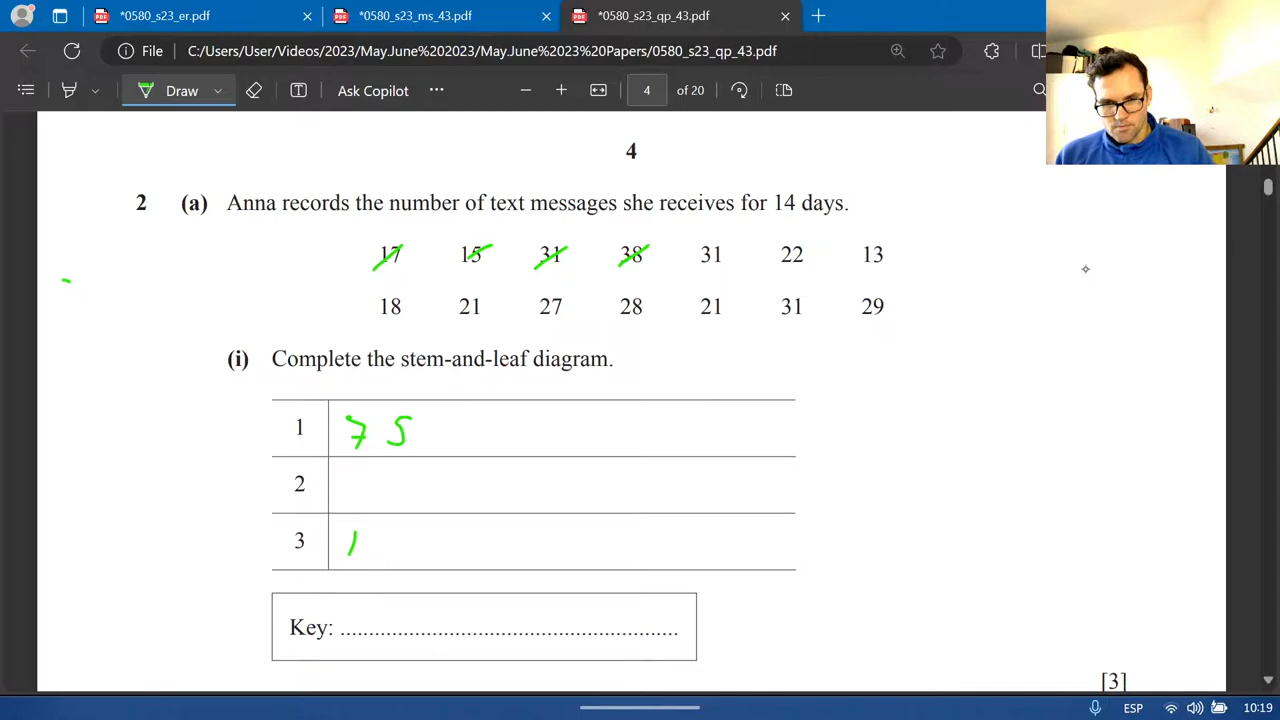 *0580_s23_er.pdf
*0580_s23_ms_43.pdf
*0580_s23_qp_43.pdf
File C:/Users/User/Videos/2023/May.June%202023/May.June%2023%20Papers/0580_s23_qp_43.pdf
Draw
Ask Copilot
4 of 20
4
2 (a) Anna records the number of text messages she receives for 14 days.
17 15 31 38 31 22 13
18 21 27 28 21 31 29
(i) Complete the stem-and-leaf diagram.
1 7 5
2
3 1
Key: ........................................................
[3]
ESP 10:19